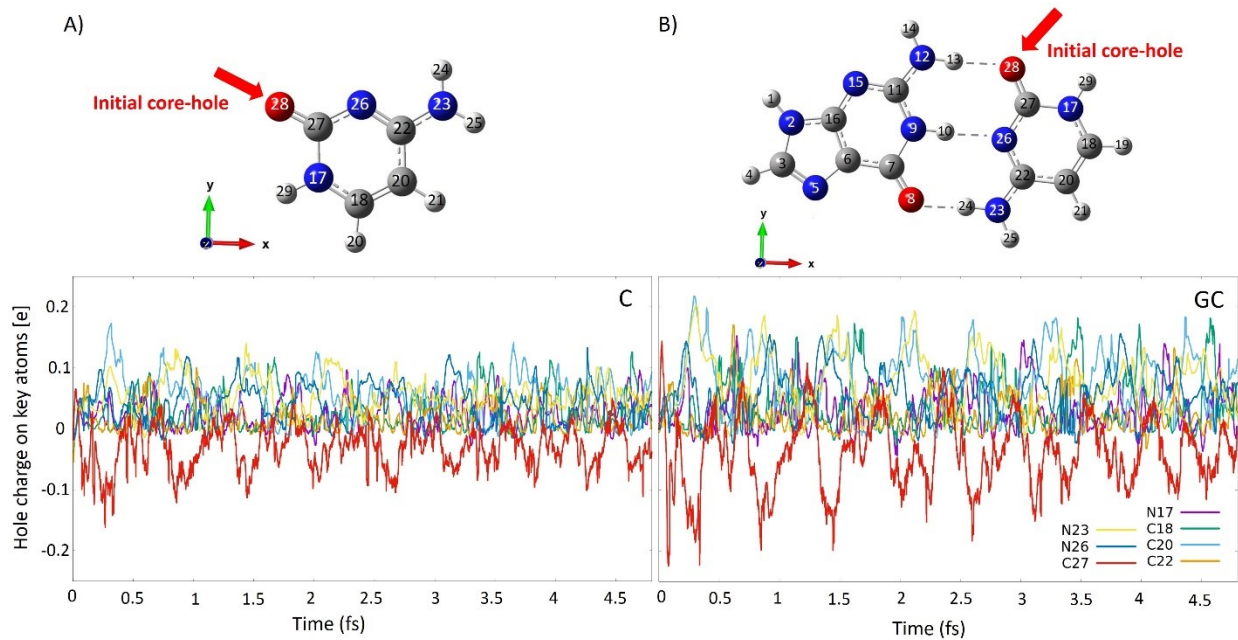 A)
B)
Initial core-hole
Initial core-hole
24
28
26
23
27
22
25
17
29
18
20
21
20
y
x
14
12
13
28
15
11
29
1
27
17
2
16
9
10
26
18
19
6
7
22
20
3
4
5
8
24
23
21
25
y
x
Hole charge on key atoms [e]
0.2
0.1
0
-0.1
-0.2
C
GC
N17
N23
C18
N26
C20
C27
C22
0 0.5 1 1.5 2 2.5 3 3.5 4 4.5
0 0.5 1 1.5 2 2.5 3 3.5 4 4.5
Time (fs)
Time (fs)